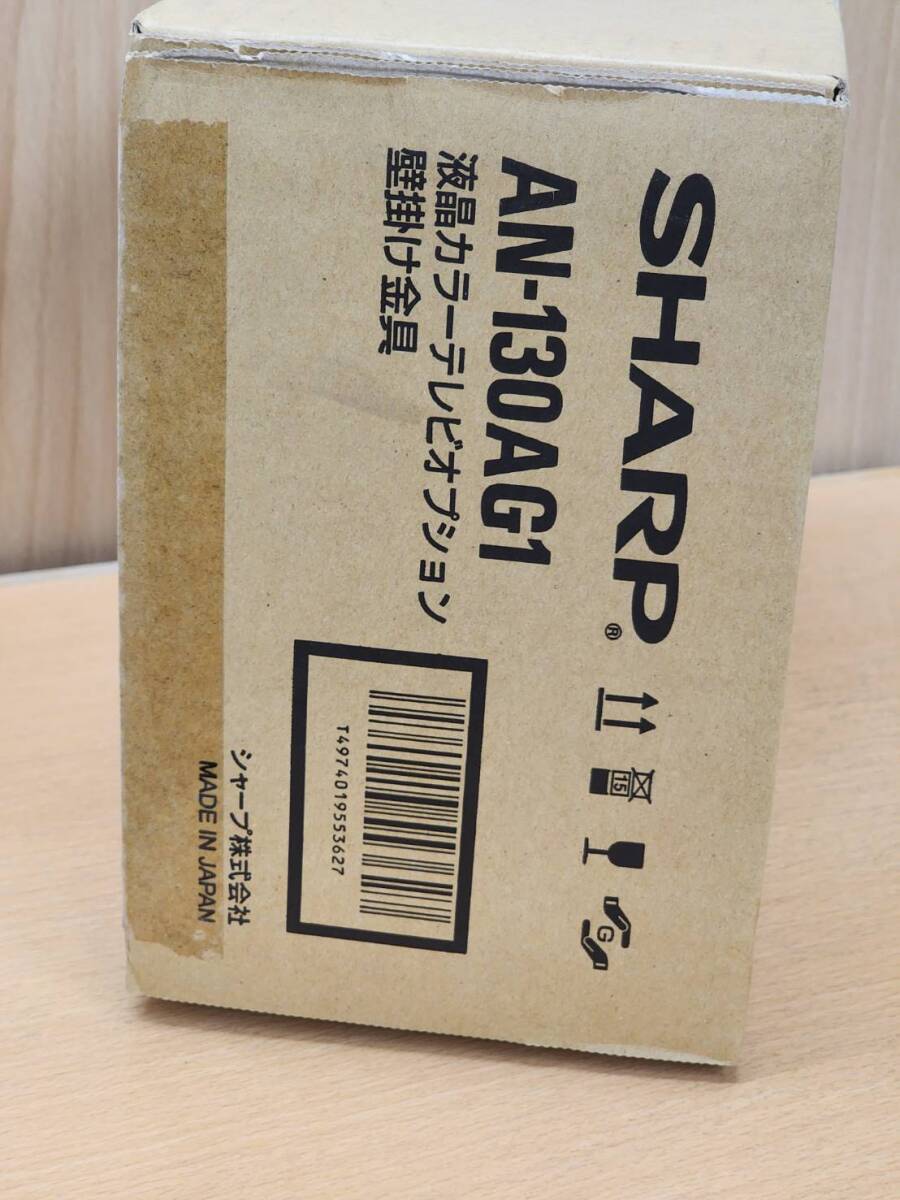 SHARP®
AN-130AG1
液晶カラーテレビオプション
壁掛け金具
15
G
T4974019553627
シャープ株式会社
MADE IN JAPAN